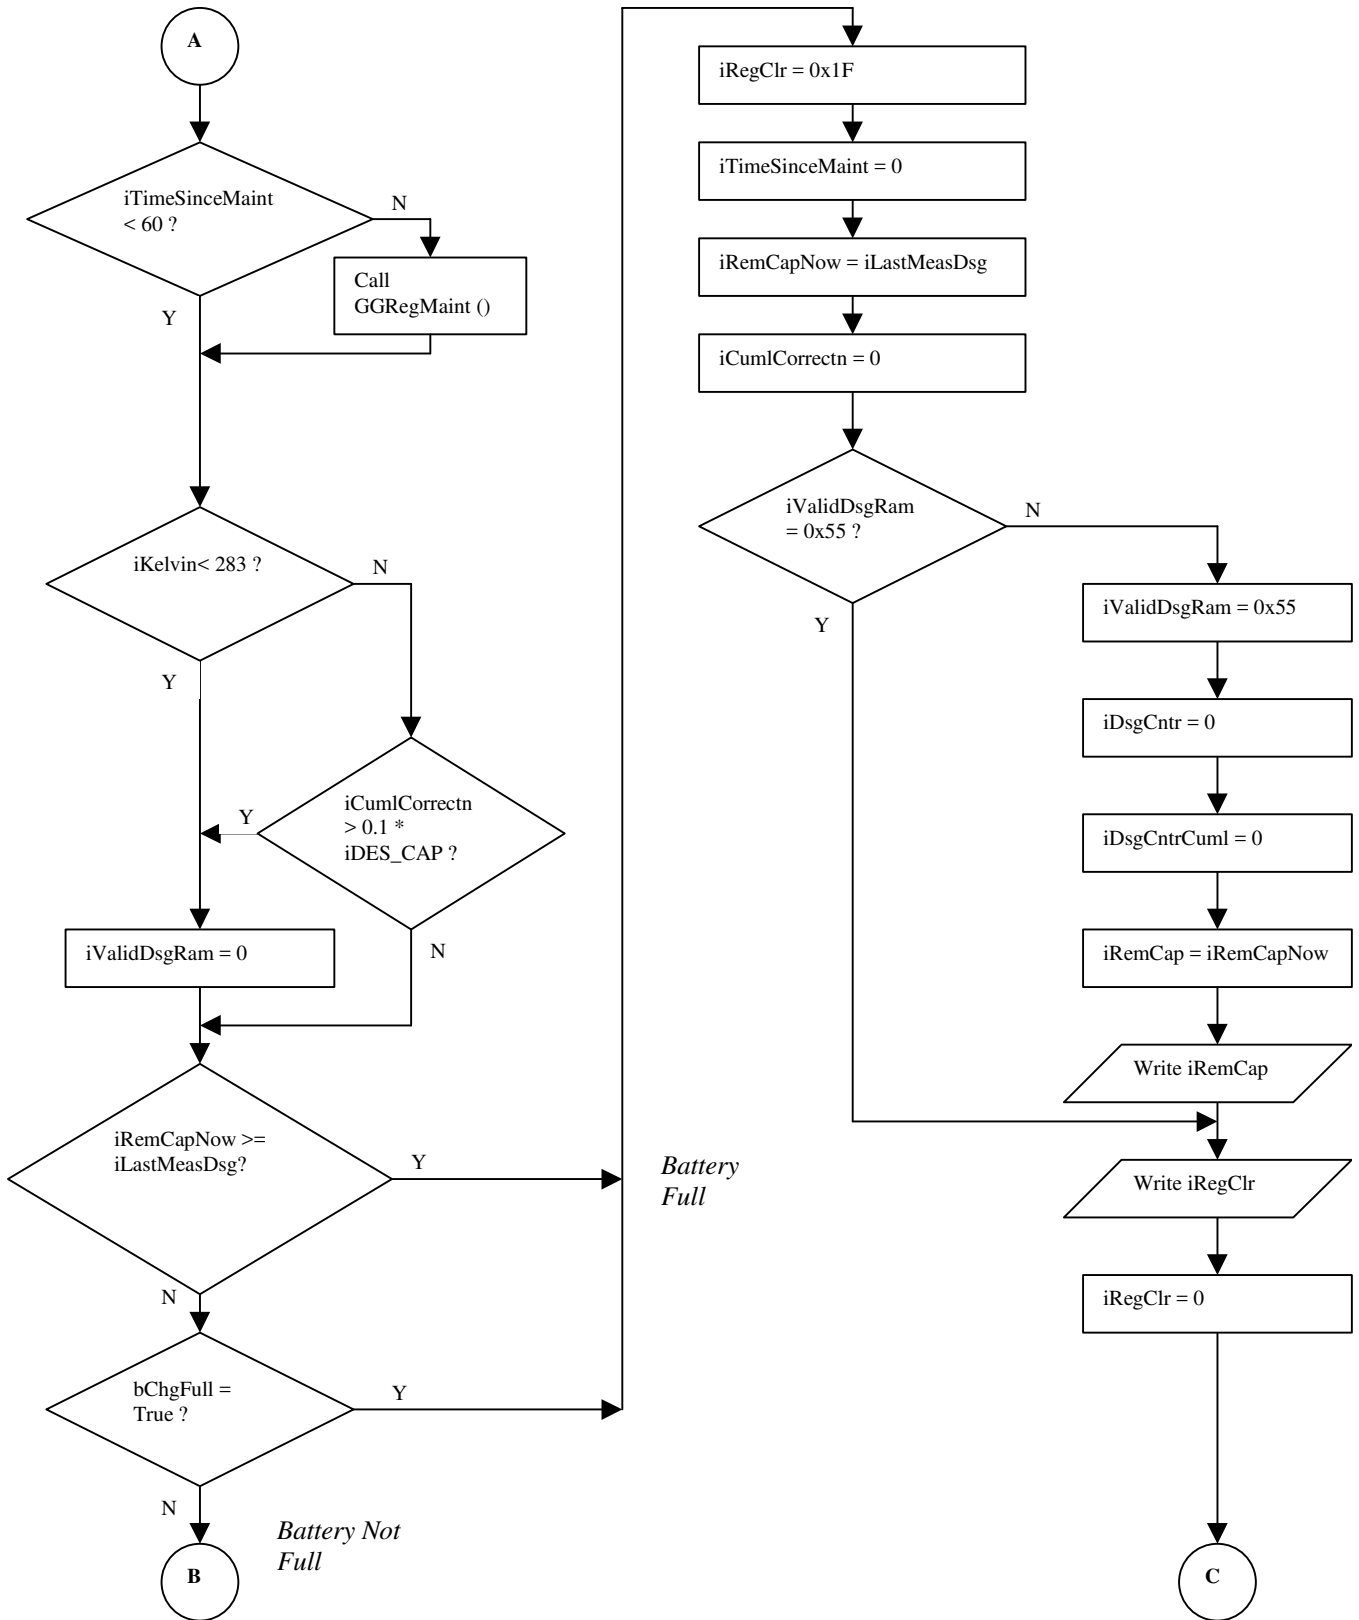 A
iTimeSinceMaint
< 60 ?
N
Call
GGRegMaint ()
Y
iKelvin< 283 ?
N
Y
iCumlCorrectn
> 0.1 *
iDES_CAP ?
Y
N
iValidDsgRam = 0
iRemCapNow >=
iLastMeasDsg?
Y
N
bChgFull =
True ?
Y
N
Battery Not
Full
B
Battery
Full
iRegClr = 0x1F
iTimeSinceMaint = 0
iRemCapNow = iLastMeasDsg
iCumlCorrectn = 0
iValidDsgRam
= 0x55 ?
N
Y
iValidDsgRam = 0x55
iDsgCntr = 0
iDsgCntrCuml = 0
iRemCap = iRemCapNow
Write iRemCap
Write iRegClr
iRegClr = 0
C